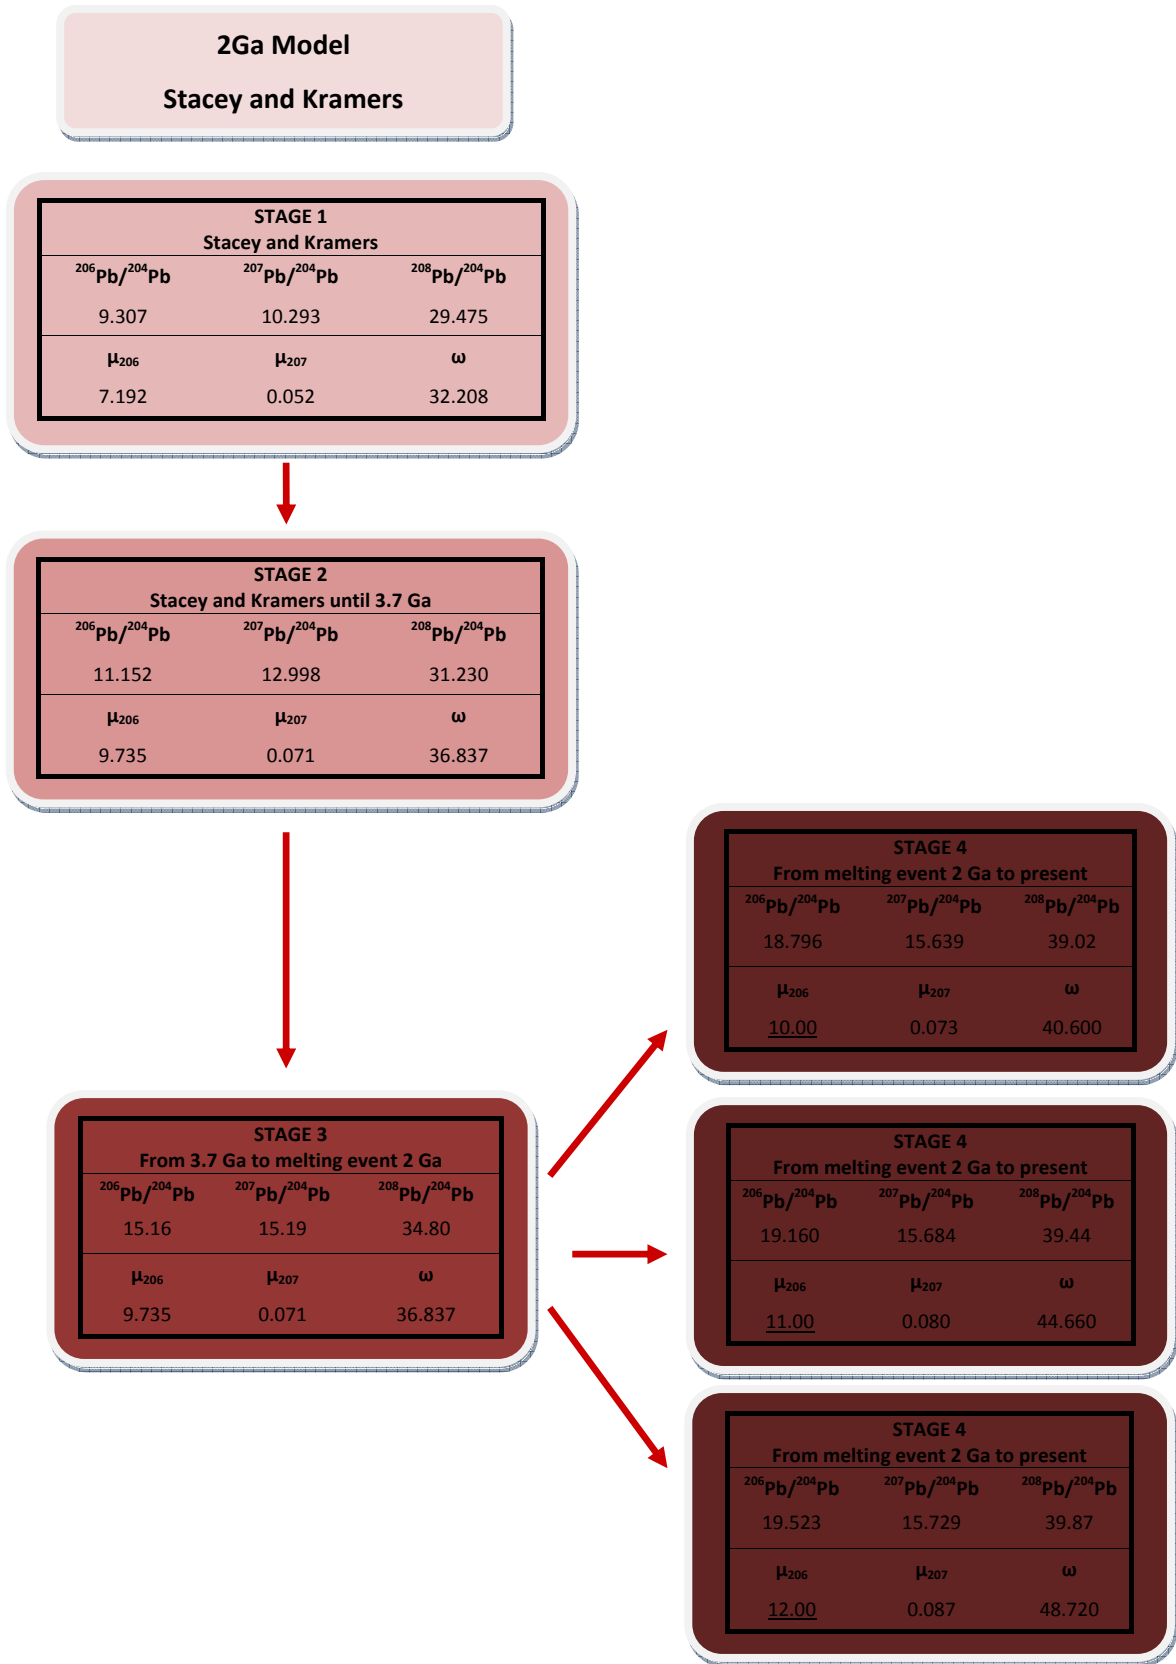 2Ga Model
Stacey and Kramers
STAGE 1
Stacey and Kramers
²⁰⁶Pb/²⁰⁴Pb ²⁰⁷Pb/²⁰⁴Pb ²⁰⁸Pb/²⁰⁴Pb
9.307 10.293 29.475
μ₂₀₆ μ₂₀₇ ω
7.192 0.052 32.208
STAGE 2
Stacey and Kramers until 3.7 Ga
²⁰⁶Pb/²⁰⁴Pb ²⁰⁷Pb/²⁰⁴Pb ²⁰⁸Pb/²⁰⁴Pb
11.152 12.998 31.230
μ₂₀₆ μ₂₀₇ ω
9.735 0.071 36.837
STAGE 3
From 3.7 Ga to melting event 2 Ga
²⁰⁶Pb/²⁰⁴Pb ²⁰⁷Pb/²⁰⁴Pb ²⁰⁸Pb/²⁰⁴Pb
15.16 15.19 34.80
μ₂₀₆ μ₂₀₇ ω
9.735 0.071 36.837
STAGE 4
From melting event 2 Ga to present
²⁰⁶Pb/²⁰⁴Pb ²⁰⁷Pb/²⁰⁴Pb ²⁰⁸Pb/²⁰⁴Pb
18.796 15.639 39.02
μ₂₀₆ μ₂₀₇ ω
10.00 0.073 40.600
STAGE 4
From melting event 2 Ga to present
²⁰⁶Pb/²⁰⁴Pb ²⁰⁷Pb/²⁰⁴Pb ²⁰⁸Pb/²⁰⁴Pb
19.160 15.684 39.44
μ₂₀₆ μ₂₀₇ ω
11.00 0.080 44.660
STAGE 4
From melting event 2 Ga to present
²⁰⁶Pb/²⁰⁴Pb ²⁰⁷Pb/²⁰⁴Pb ²⁰⁸Pb/²⁰⁴Pb
19.523 15.729 39.87
μ₂₀₆ μ₂₀₇ ω
12.00 0.087 48.720